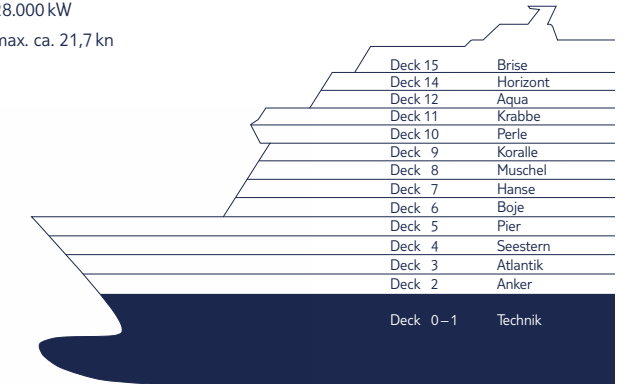 28.000 kW
max. ca. 21,7 kn
Deck 15 Brise
Deck 14 Horizont
Deck 12 Aqua
Deck 11 Krabbe
Deck 10 Perle
Deck 9 Koralle
Deck 8 Muschel
Deck 7 Hanse
Deck 6 Boje
Deck 5 Pier
Deck 4 Seestern
Deck 3 Atlantik
Deck 2 Anker
Deck 0–1 Technik